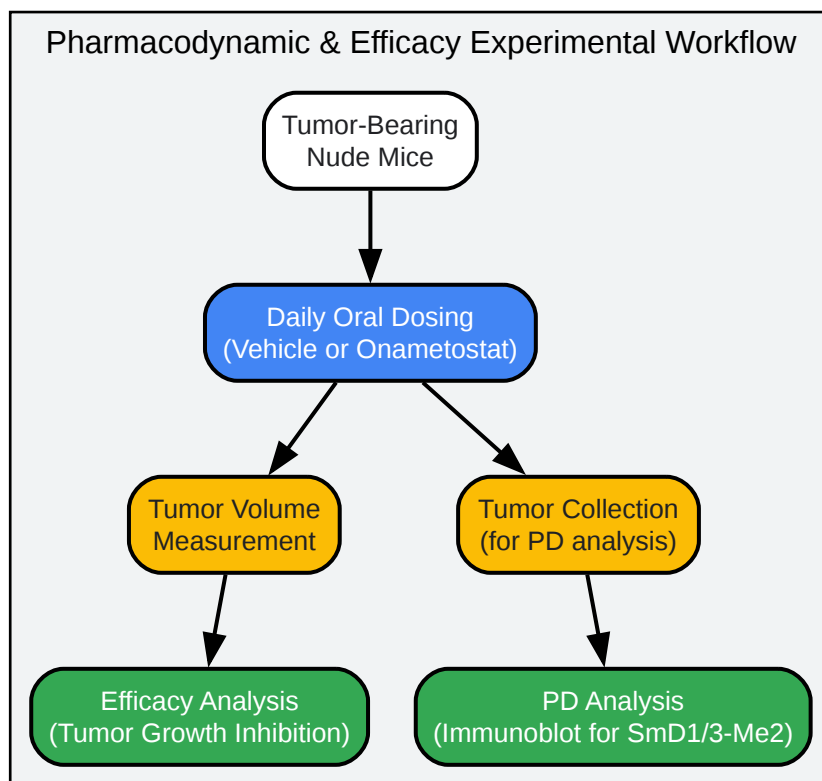 Pharmacodynamic & Efficacy Experimental Workflow
Tumor-Bearing
Nude Mice
Daily Oral Dosing
(Vehicle or Onametostat)
Tumor Volume
Measurement
Tumor Collection
(for PD analysis)
Efficacy Analysis
(Tumor Growth Inhibition)
PD Analysis
(Immunoblot for SmD1/3-Me2)